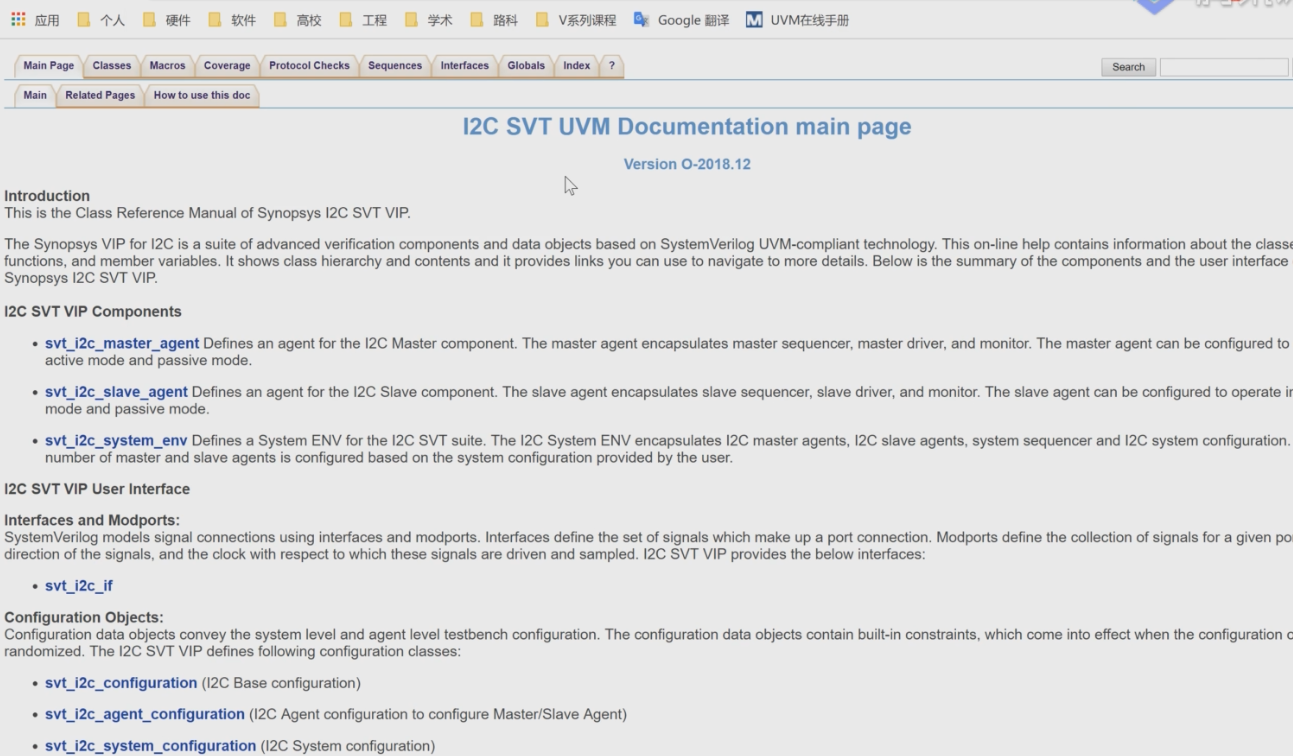 应用 个人 硬件 软件 高校 工程 学术 路科 V系列课程 Google 翻译 UVM在线手册
Main Page Classes Macros Coverage Protocol Checks Sequences Interfaces Globals Index ? Search
Main Related Pages How to use this doc
I2C SVT UVM Documentation main page
Version O-2018.12
Introduction
This is the Class Reference Manual of Synopsys I2C SVT VIP.
The Synopsys VIP for I2C is a suite of advanced verification components and data objects based on SystemVerilog UVM-compliant technology. This on-line help contains information about the
functions, and member variables. It shows class hierarchy and contents and it provides links you can use to navigate to more details. Below is the summary of the components and the user interface
Synopsys I2C SVT VIP.
I2C SVT VIP Components
• svt_i2c_master_agent Defines an agent for the I2C Master component. The master agent encapsulates master sequencer, master driver, and monitor. The master agent can be configured to
active mode and passive mode.
• svt_i2c_slave_agent Defines an agent for the I2C Slave component. The slave agent encapsulates slave sequencer, slave driver, and monitor. The slave agent can be configured to operate
mode and passive mode.
• svt_i2c_system_env Defines a System ENV for the I2C SVT suite. The I2C System ENV encapsulates I2C master agents, I2C slave agents, system sequencer and I2C system configuration.
number of master and slave agents is configured based on the system configuration provided by the user.
I2C SVT VIP User Interface
Interfaces and Modports:
SystemVerilog models signal connections using interfaces and modports. Interfaces define the set of signals which make up a port connection. Modports define the collection of signals for a given
direction of the signals, and the clock with respect to which these signals are driven and sampled. I2C SVT VIP provides the below interfaces:
• svt_i2c_if
Configuration Objects:
Configuration data objects convey the system level and agent level testbench configuration. The configuration data objects contain built-in constraints, which come into effect when the configuration
randomized. The I2C SVT VIP defines following configuration classes:
• svt_i2c_configuration (I2C Base configuration)
• svt_i2c_agent_configuration (I2C Agent configuration to configure Master/Slave Agent)
• svt_i2c_system_configuration (I2C System configuration)